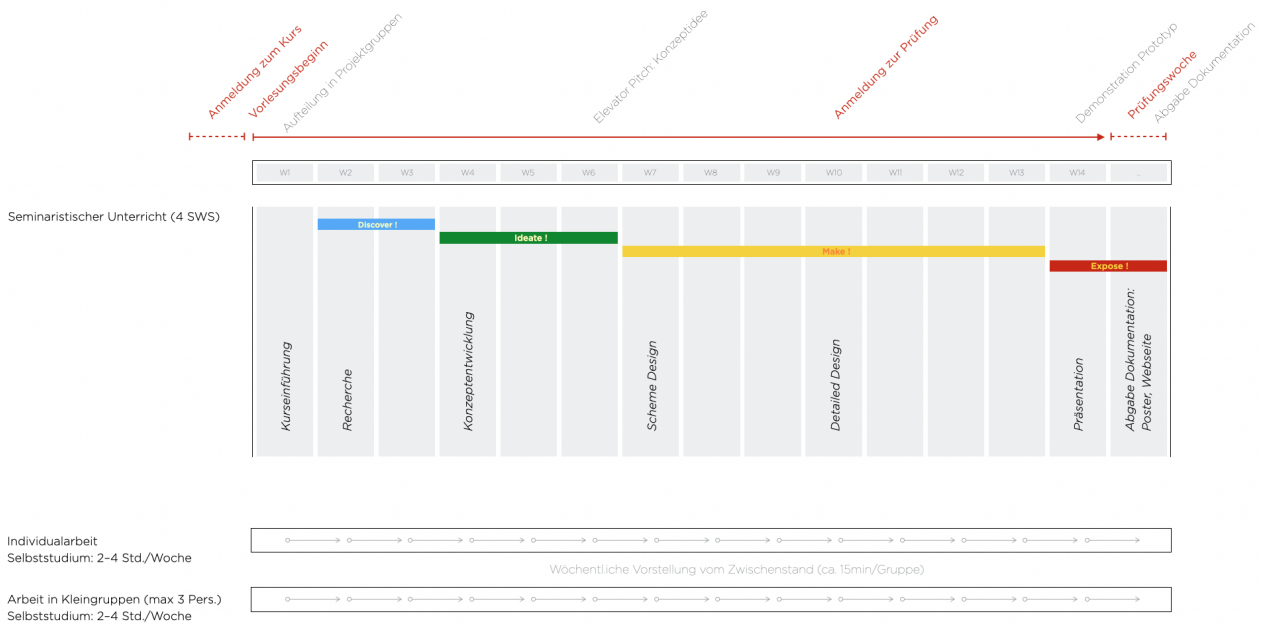 Anmeldung zum Kurs
Vorlesungsbeginn
Aufteilung in Projektgruppen
Elevator Pitch: Konzeptidee
Anmeldung zur Prüfung
Demonstration Prototyp
Prüfungswoche
Abgabe Dokumentation
W1 W2 W3 W4 W5 W6 W7 W8 W9 W10 W11 W12 W13 W14 ..
Seminaristischer Unterricht (4 SWS)
Discover !
Ideate !
Make !
Expose !
Kurseinführung
Recherche
Konzeptentwicklung
Scheme Design
Detailed Design
Präsentation
Abgabe Dokumentation:
Poster, Webseite
Individualarbeit
Selbststudium: 2–4 Std./Woche
Wöchentliche Vorstellung vom Zwischenstand (ca. 15min/Gruppe)
Arbeit in Kleingruppen (max 3 Pers.)
Selbststudium: 2–4 Std./Woche